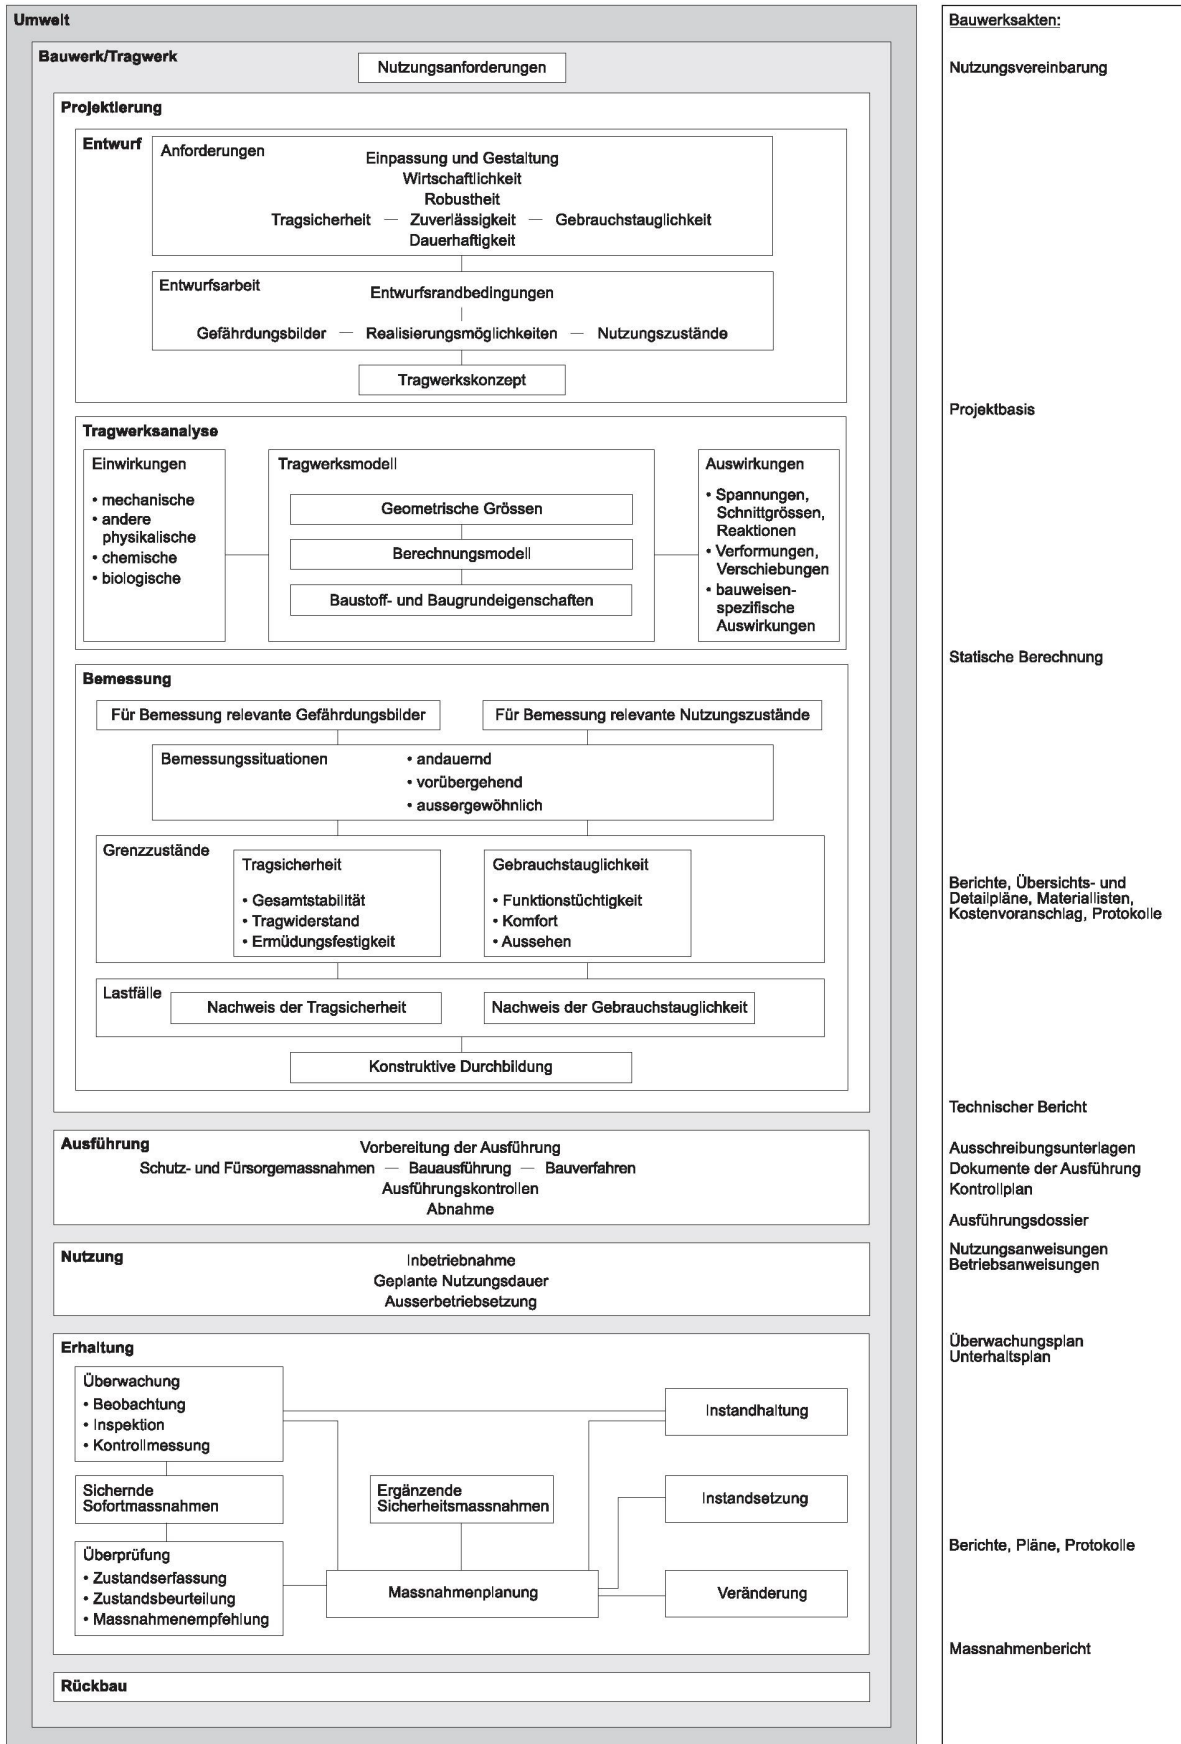 Umwelt
Bauwerk/Tragwerk
Nutzungsanforderungen
Projektierung
Entwurf
Anforderungen
Einpassung und Gestaltung
Wirtschaftlichkeit
Robustheit
Tragsicherheit — Zuverlässigkeit — Gebrauchstauglichkeit
Dauerhaftigkeit
Entwurfsarbeit
Entwurfsrandbedingungen
Gefährdungsbilder — Realisierungsmöglichkeiten — Nutzungszustände
Tragwerkskonzept
Tragwerksanalyse
Einwirkungen
• mechanische
• andere
physikalische
• chemische
• biologische
Tragwerksmodell
Geometrische Grössen
Berechnungsmodell
Baustoff- und Baugrundeigenschaften
Auswirkungen
• Spannungen,
Schnittgrössen,
Reaktionen
• Verformungen,
Verschiebungen
• bauweisen-
spezifische
Auswirkungen
Bemessung
Für Bemessung relevante Gefährdungsbilder
Für Bemessung relevante Nutzungszustände
Bemessungssituationen
• andauernd
• vorübergehend
• aussergewöhnlich
Grenzzustände
Tragsicherheit
• Gesamtstabilität
• Tragwiderstand
• Ermüdungsfestigkeit
Gebrauchstauglichkeit
• Funktionstüchtigkeit
• Komfort
• Aussehen
Lastfälle
Nachweis der Tragsicherheit
Nachweis der Gebrauchstauglichkeit
Konstruktive Durchbildung
Ausführung
Vorbereitung der Ausführung
Schutz- und Fürsorgemassnahmen — Bauausführung — Bauverfahren
Ausführungskontrollen
Abnahme
Nutzung
Inbetriebnahme
Geplante Nutzungsdauer
Ausserbetriebsetzung
Erhaltung
Überwachung
• Beobachtung
• Inspektion
• Kontrollmessung
Sichernde
Sofortmassnahmen
Überprüfung
• Zustandserfassung
• Zustandsbeurteilung
• Massnahmenempfehlung
Ergänzende
Sicherheitsmassnahmen
Massnahmenplanung
Instandhaltung
Instandsetzung
Veränderung
Rückbau
Bauwerksakten:
Nutzungsvereinbarung
Projektbasis
Statische Berechnung
Berichte, Übersichts- und
Detailpläne, Materiallisten,
Kostenvoranschlag, Protokolle
Technischer Bericht
Ausschreibungsunterlagen
Dokumente der Ausführung
Kontrollplan
Ausführungsdossier
Nutzungsanweisungen
Betriebsanweisungen
Überwachungsplan
Unterhaltsplan
Berichte, Pläne, Protokolle
Massnahmenbericht